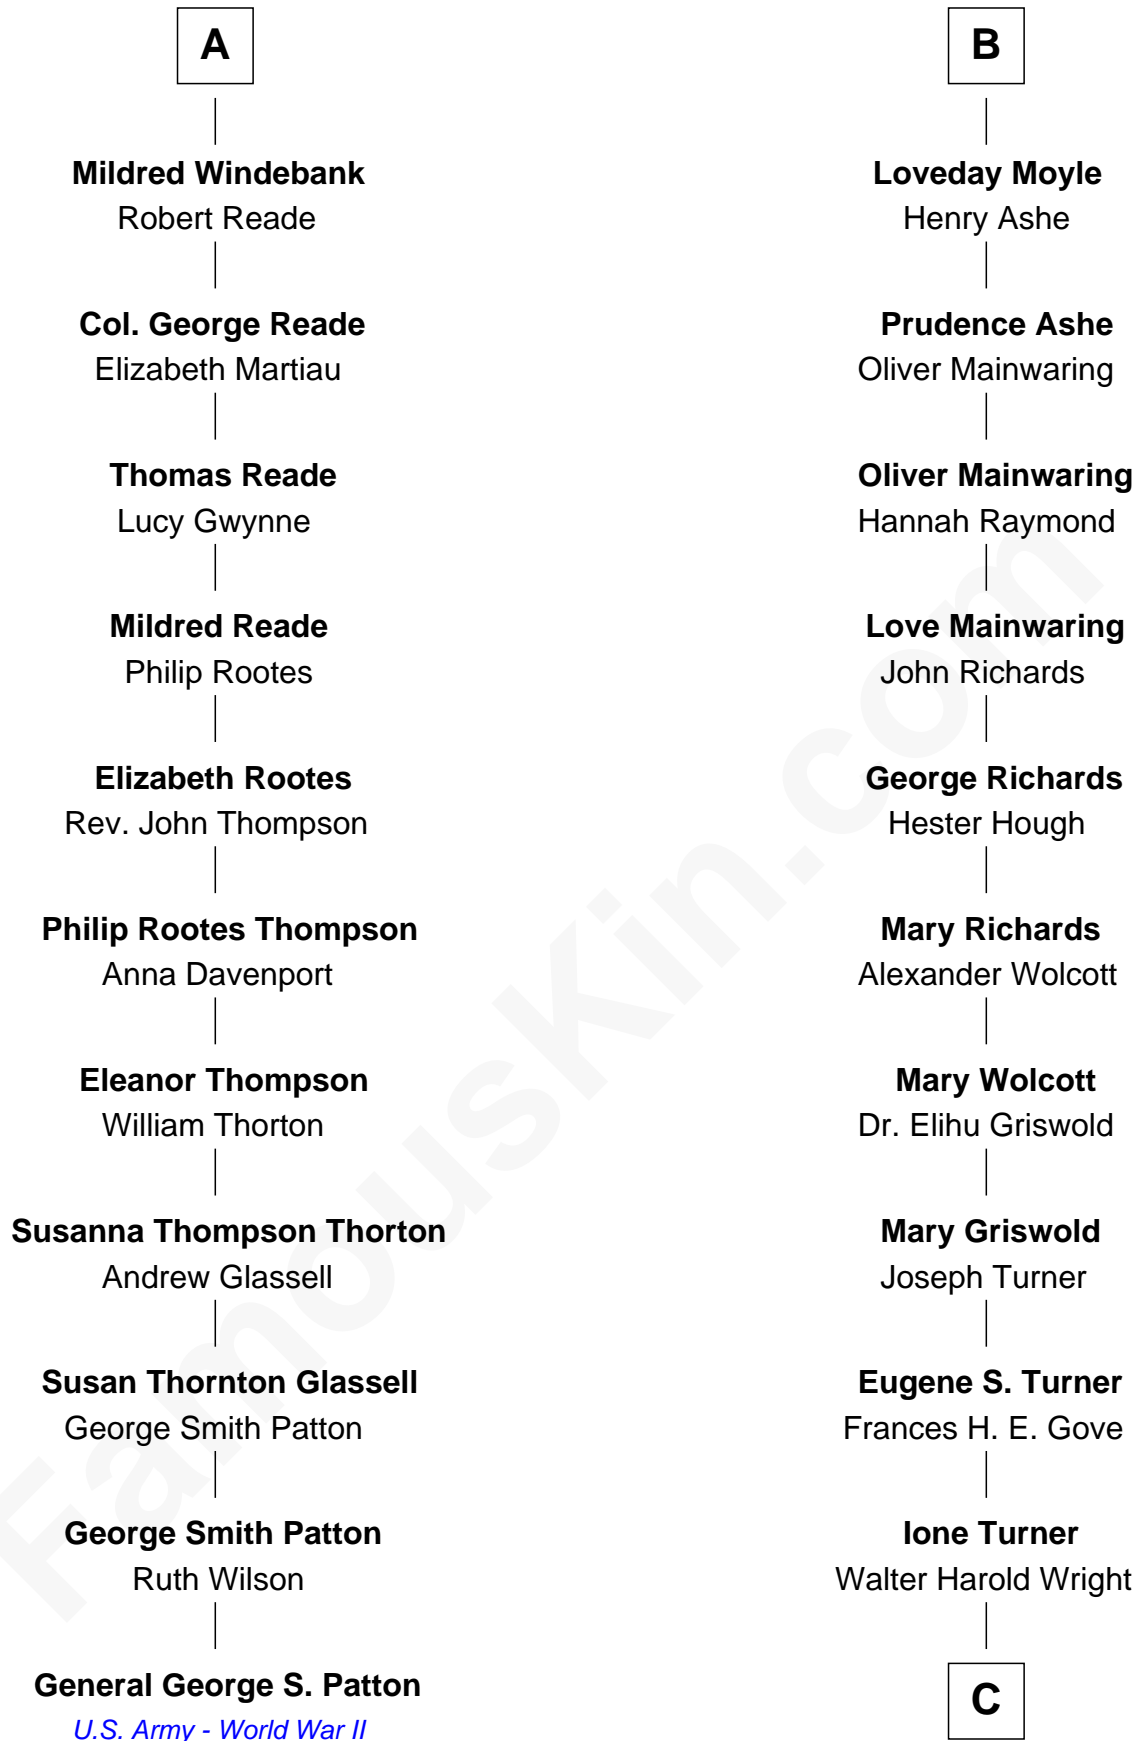 A
Mildred Windebank
Robert Reade
Col. George Reade
Elizabeth Martiau
Thomas Reade
Lucy Gwynne
Mildred Reade
Philip Rootes
Elizabeth Rootes
Rev. John Thompson
Philip Rootes Thompson
Anna Davenport
Eleanor Thompson
William Thorton
Susanna Thompson Thorton
Andrew Glassell
Susan Thornton Glassell
George Smith Patton
George Smith Patton
Ruth Wilson
General George S. Patton
U.S. Army - World War II
B
Loveday Moyle
Henry Ashe
Prudence Ashe
Oliver Mainwaring
Oliver Mainwaring
Hannah Raymond
Love Mainwaring
John Richards
George Richards
Hester Hough
Mary Richards
Alexander Wolcott
Mary Wolcott
Dr. Elihu Griswold
Mary Griswold
Joseph Turner
Eugene S. Turner
Frances H. E. Gove
Ione Turner
Walter Harold Wright
C
FamousKin.com